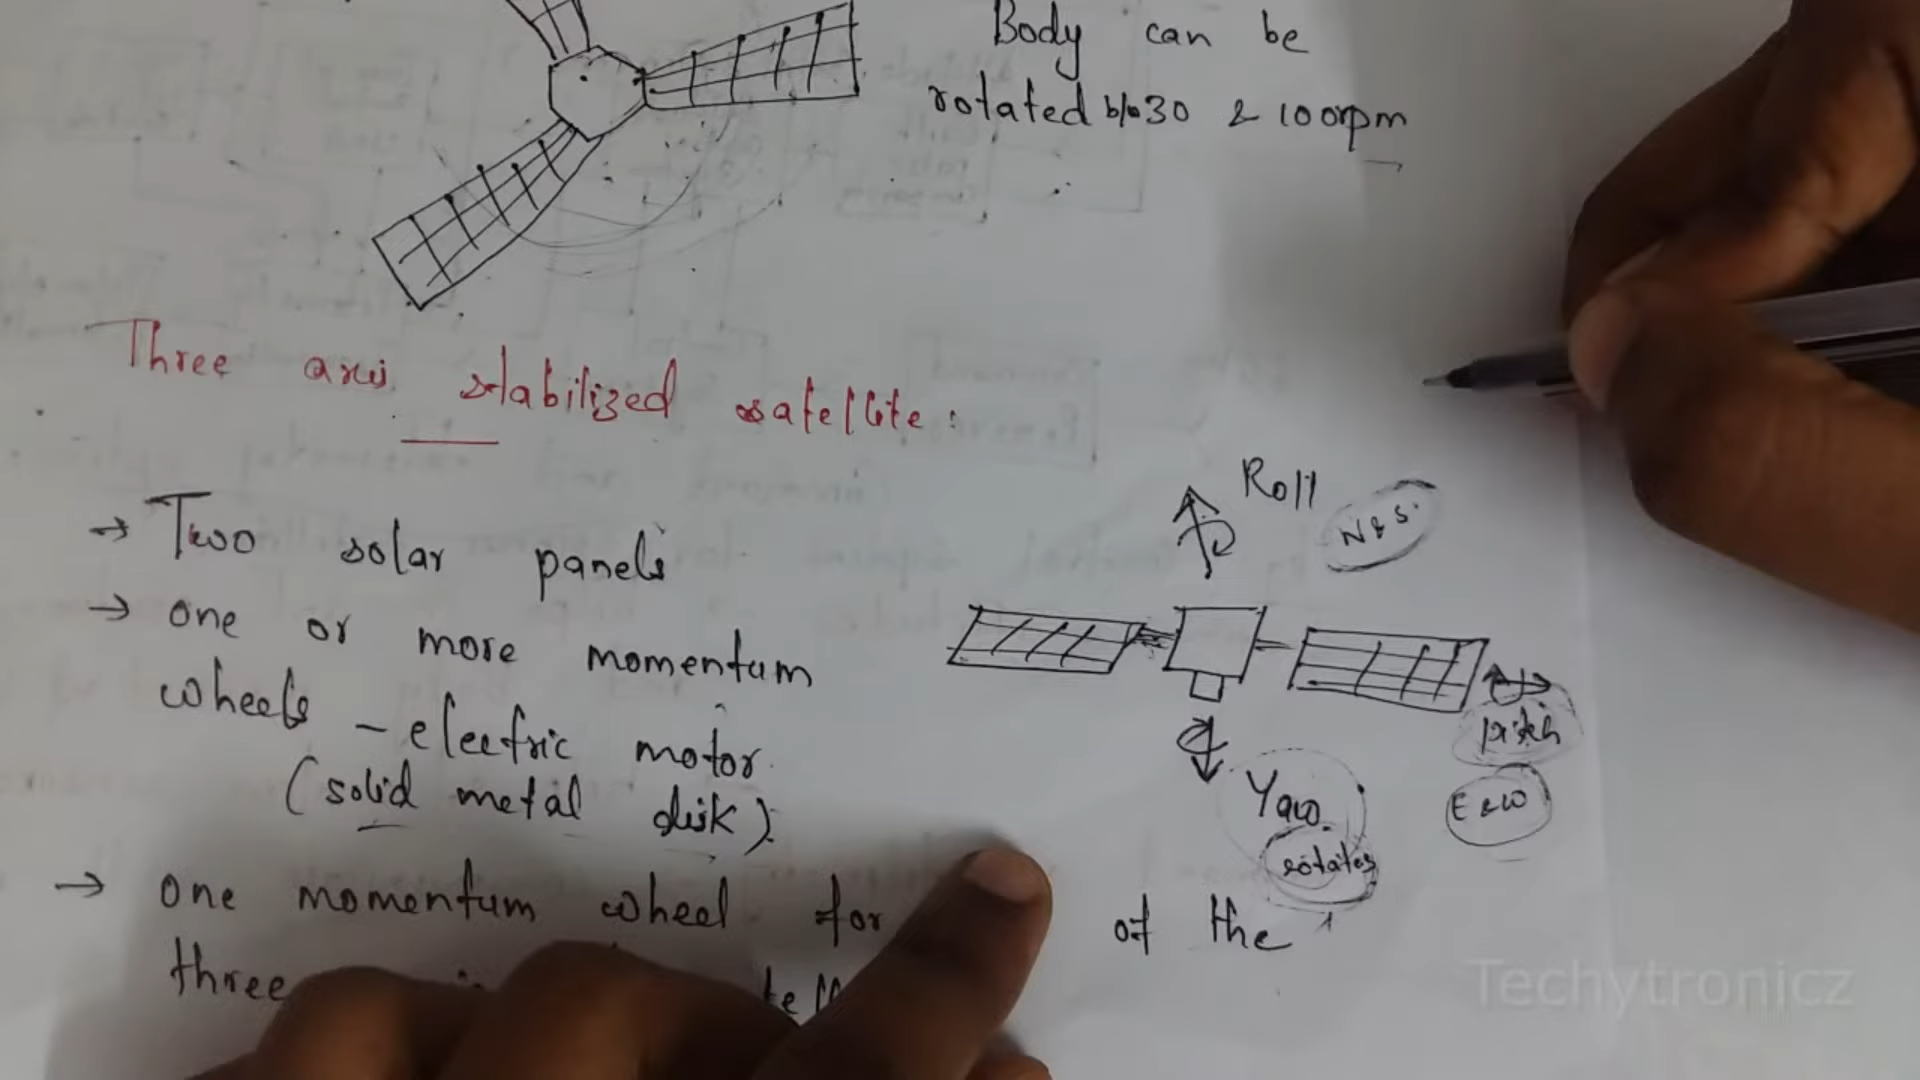 Body can be
rotated b/n 30 & 100rpm
Three axis stabilized satellite:
→ Two solar panels
→ one or more momentum
wheels - electric motor.
(solid metal disk).
→ one momentum wheel for of the
three
Roll
N & S.
pitch
E & W
Yaw.
rotates
Techytronicz